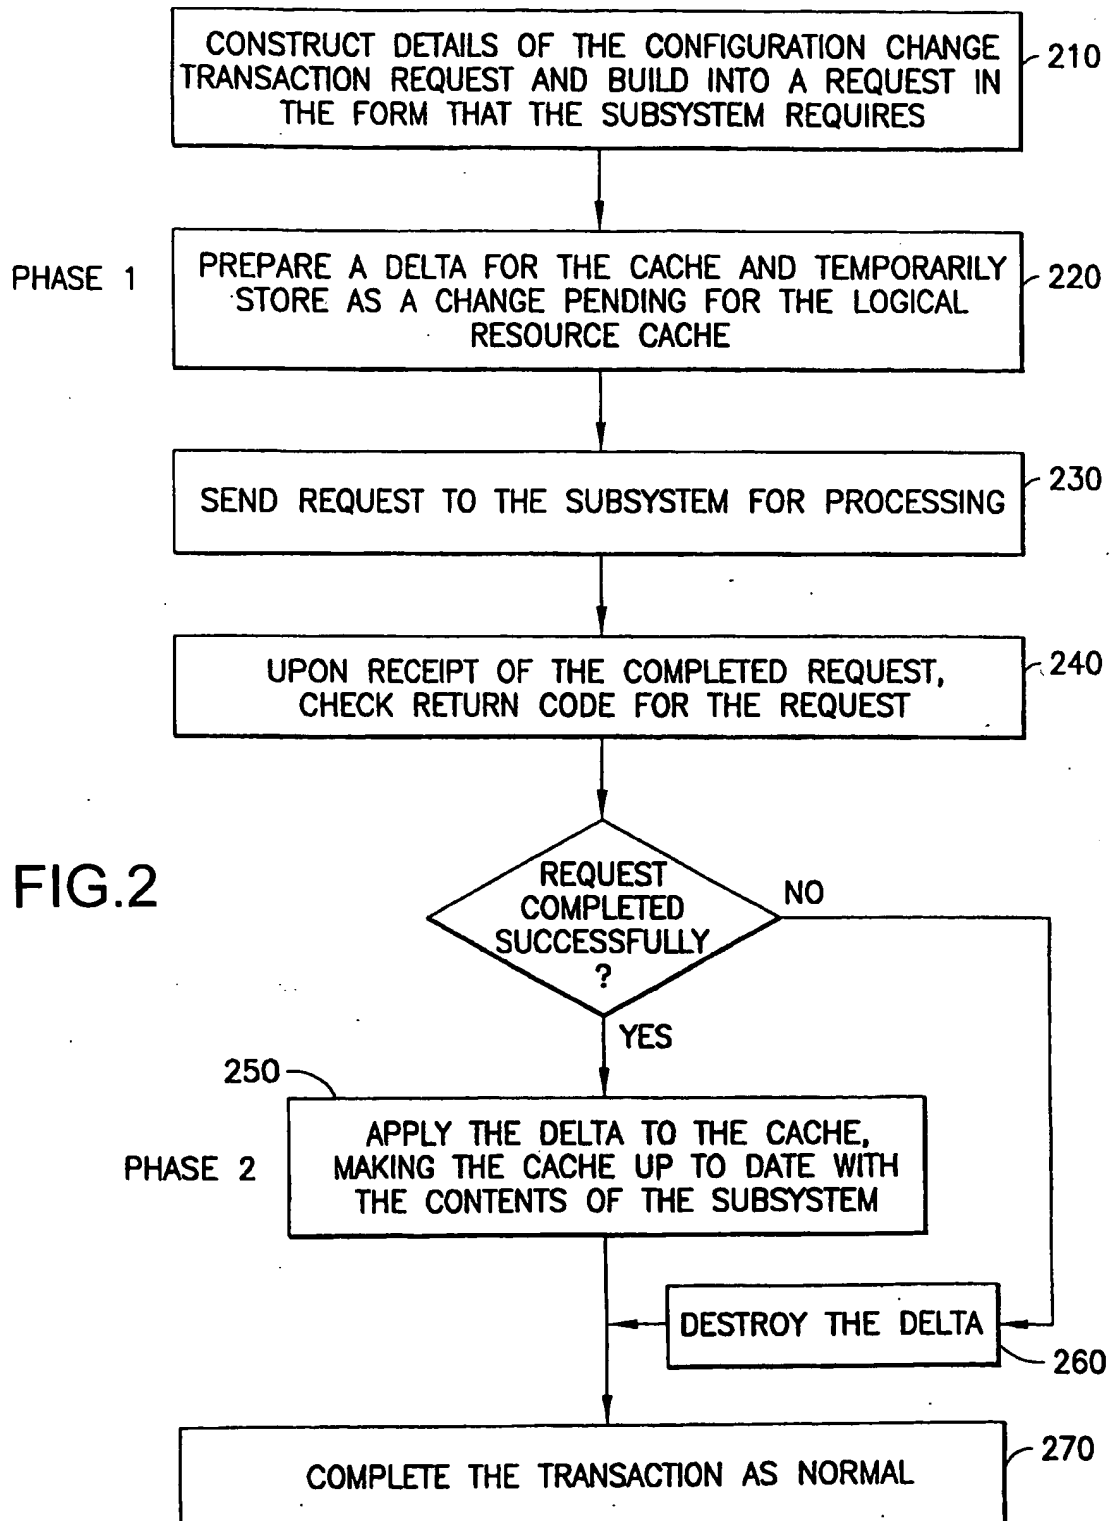 CONSTRUCT DETAILS OF THE CONFIGURATION CHANGE
TRANSACTION REQUEST AND BUILD INTO A REQUEST IN
THE FORM THAT THE SUBSYSTEM REQUIRES
210
PHASE 1
PREPARE A DELTA FOR THE CACHE AND TEMPORARILY
STORE AS A CHANGE PENDING FOR THE LOGICAL
RESOURCE CACHE
220
SEND REQUEST TO THE SUBSYSTEM FOR PROCESSING
230
UPON RECEIPT OF THE COMPLETED REQUEST,
CHECK RETURN CODE FOR THE REQUEST
240
FIG.2
REQUEST
COMPLETED
SUCCESSFULLY
?
NO
YES
250
PHASE 2
APPLY THE DELTA TO THE CACHE,
MAKING THE CACHE UP TO DATE WITH
THE CONTENTS OF THE SUBSYSTEM
DESTROY THE DELTA
260
COMPLETE THE TRANSACTION AS NORMAL
270